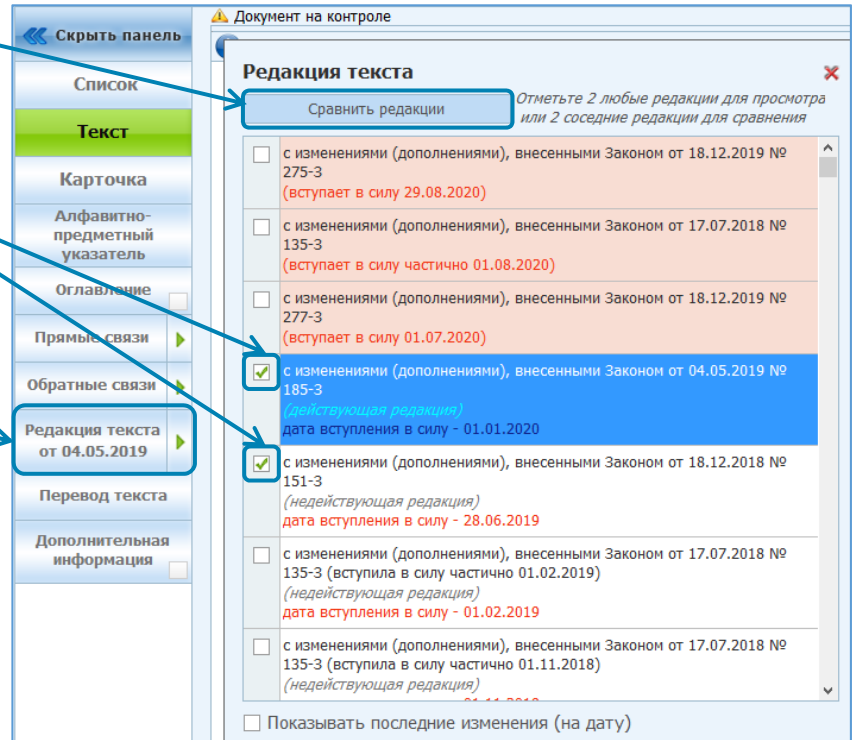 Документ на контроле
Скрыть панель
Список
Текст
Карточка
Алфавитно-
предметный
указатель
Оглавление
Прямые связи
Обратные связи
Редакция текста
от 04.05.2019
Перевод текста
Дополнительная
информация
Редакция текста
Сравнить редакции
Отметьте 2 любые редакции для просмотра
или 2 соседние редакции для сравнения
с изменениями (дополнениями), внесенными Законом от 18.12.2019 №
275-З
(вступает в силу 29.08.2020)
с изменениями (дополнениями), внесенными Законом от 17.07.2018 №
135-З
(вступает в силу частично 01.08.2020)
с изменениями (дополнениями), внесенными Законом от 18.12.2019 №
277-З
(вступает в силу 01.07.2020)
с изменениями (дополнениями), внесенными Законом от 04.05.2019 №
185-З
(действующая редакция)
дата вступления в силу - 01.01.2020
с изменениями (дополнениями), внесенными Законом от 18.12.2018 №
151-З
(недействующая редакция)
дата вступления в силу - 28.06.2019
с изменениями (дополнениями), внесенными Законом от 17.07.2018 №
135-З (вступила в силу частично 01.02.2019)
(недействующая редакция)
дата вступления в силу - 01.02.2019
с изменениями (дополнениями), внесенными Законом от 17.07.2018 №
135-З (вступила в силу частично 01.11.2018)
(недействующая редакция)
Показывать последние изменения (на дату)